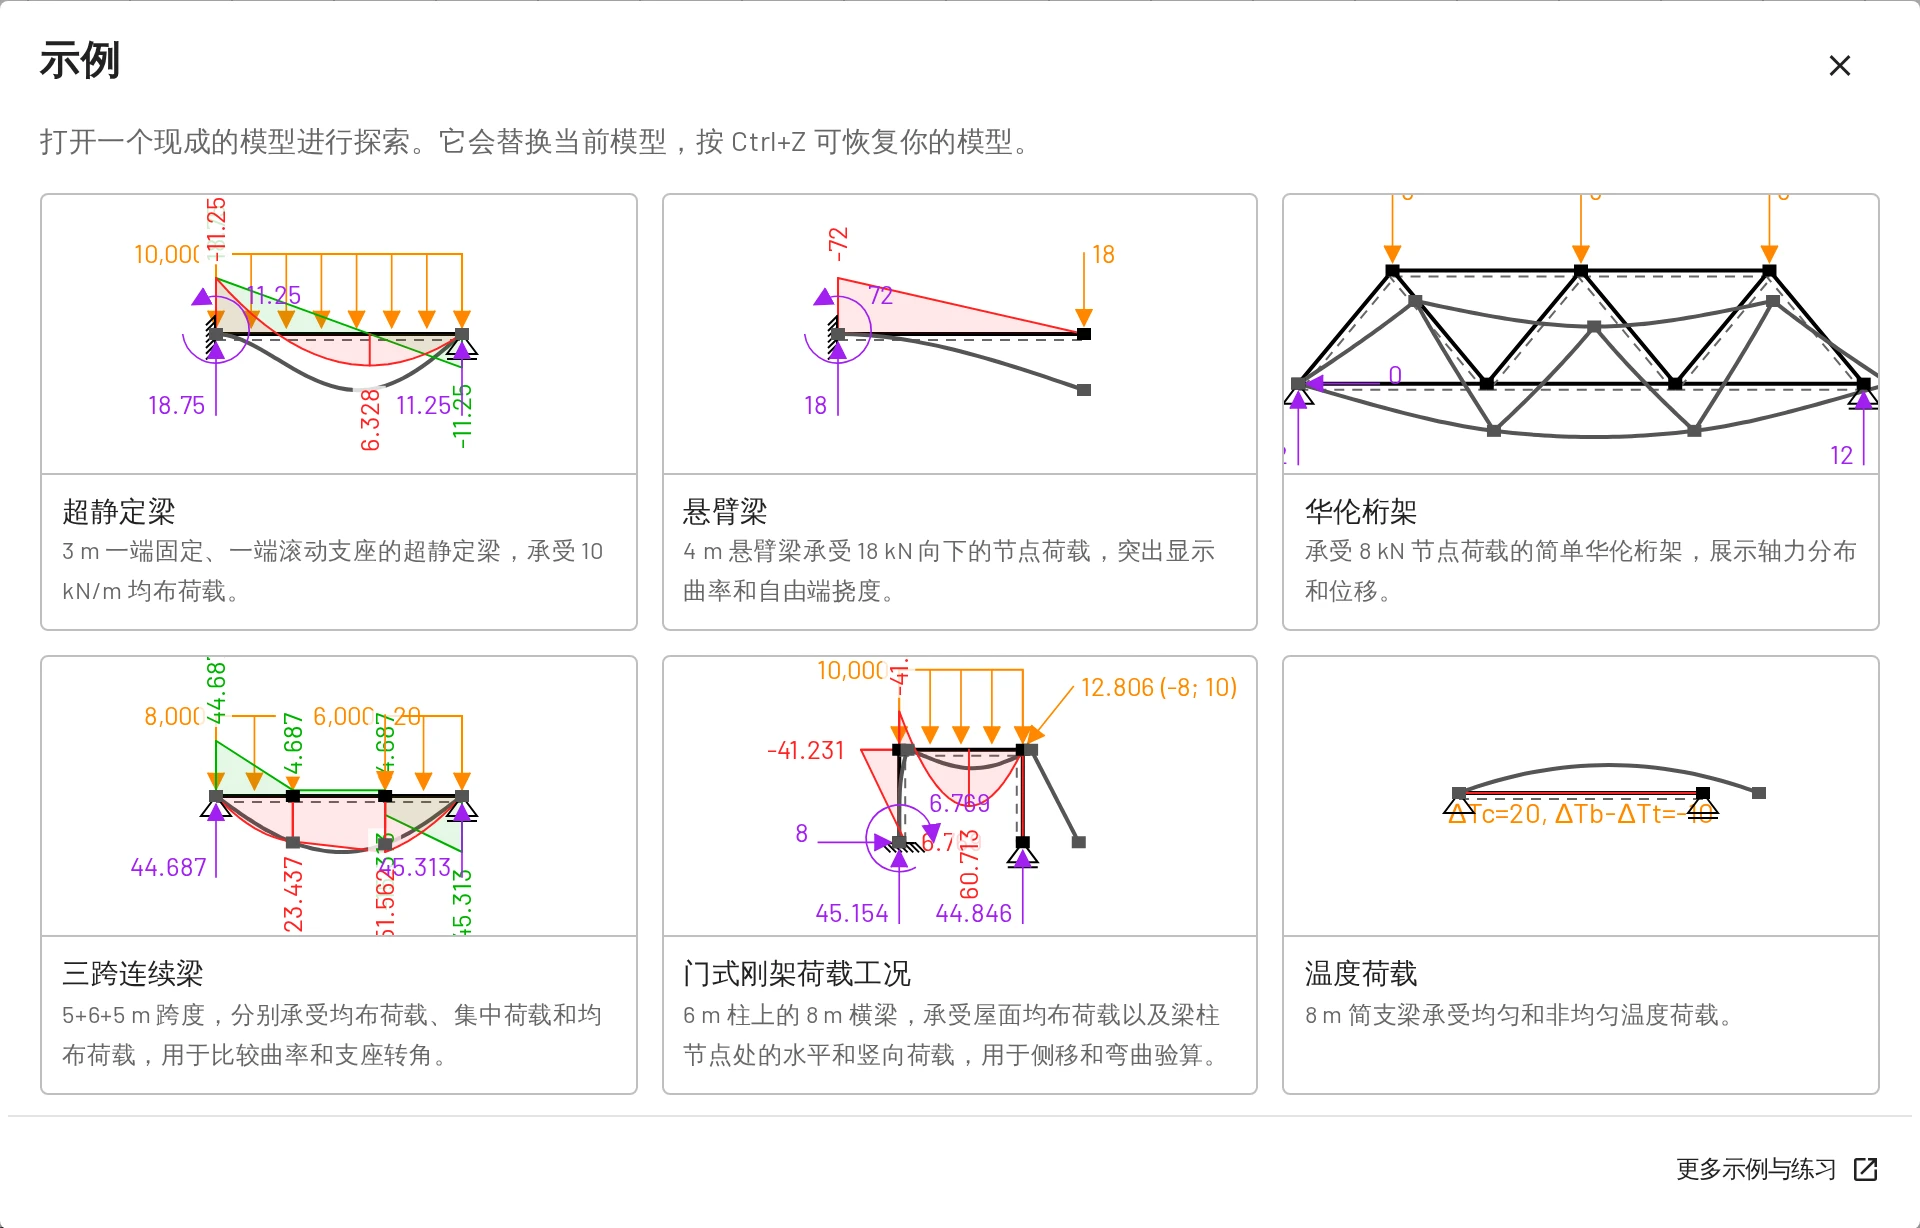 示例
打开一个现成的模型进行探索。它会替换当前模型，按 Ctrl+Z 可恢复你的模型。
-11.25
10,000
11.25
18.75
6.328
11.25
-11.25
超静定梁
3 m 一端固定、一端滚动支座的超静定梁，承受 10
kN/m 均布荷载。
-72
18
72
18
悬臂梁
4 m 悬臂梁承受 18 kN 向下的节点荷载，突出显示
曲率和自由端挠度。
0
12
华伦桁架
承受 8 kN 节点荷载的简单华伦桁架，展示轴力分布
和位移。
8,000
6,000
20
4.687
4.687
44.687
23.437
45.313
三跨连续梁
5+6+5 m 跨度，分别承受均布荷载、集中荷载和均
布荷载，用于比较曲率和支座转角。
10,000
-41.
12.806 (-8; 10)
-41.231
6.769
8
60.713
45.154
44.846
门式刚架荷载工况
6 m 柱上的 8 m 横梁，承受屋面均布荷载以及梁柱
节点处的水平和竖向荷载，用于侧移和弯曲验算。
ΔTc=20, ΔTb-ΔTt=-10
温度荷载
8 m 简支梁承受均匀和非均匀温度荷载。
更多示例与练习